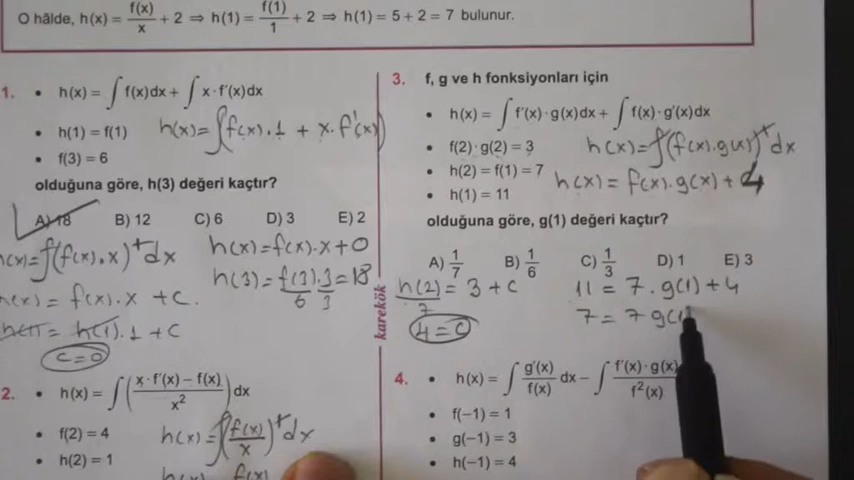 O hâlde, h(x) = f(x)/x + 2 ⇒ h(1) = f(1)/1 + 2 ⇒ h(1) = 5 + 2 = 7 bulunur.
1. • h(x) = ∫ f(x)dx + ∫ x · f'(x)dx
• h(1) = f(1)
h(x) = ∫(f(x).1 + x.f'(x))
• f(3) = 6
olduğuna göre, h(3) değeri kaçtır?
A) 18 B) 12 C) 6 D) 3 E) 2
h(x) = ∫(f(x).x)' dx
h(x) = f(x).x + 0
h(3) = f(3).3 = 18
6 3
h(x) = f(x).x + c.
h(1) = h(1).1 + c
c = 0
2. • h(x) = ∫ ( (x · f'(x) – f(x)) / x² ) dx
• f(2) = 4
h(x) = ∫(f(x)/x)' dx
• h(2) = 1
h(x) f(x)
karekök
3. f, g ve h fonksiyonları için
• h(x) = ∫ f'(x) · g(x)dx + ∫ f(x) · g'(x)dx
• f(2) · g(2) = 3
h(x) = ∫(f(x).g(x))' dx
• h(2) = f(1) = 7
h(x) = f(x).g(x) + 4
• h(1) = 11
olduğuna göre, g(1) değeri kaçtır?
A) 1/7 B) 1/6 C) 1/3 D) 1 E) 3
h(2) = 3 + c
7
4 = c
11 = 7.g(1) + 4
7 = 7 g(1
4. • h(x) = ∫ g'(x)/f(x) dx – ∫ f'(x) · g(x) / f²(x)
• f(–1) = 1
• g(–1) = 3
• h(–1) = 4